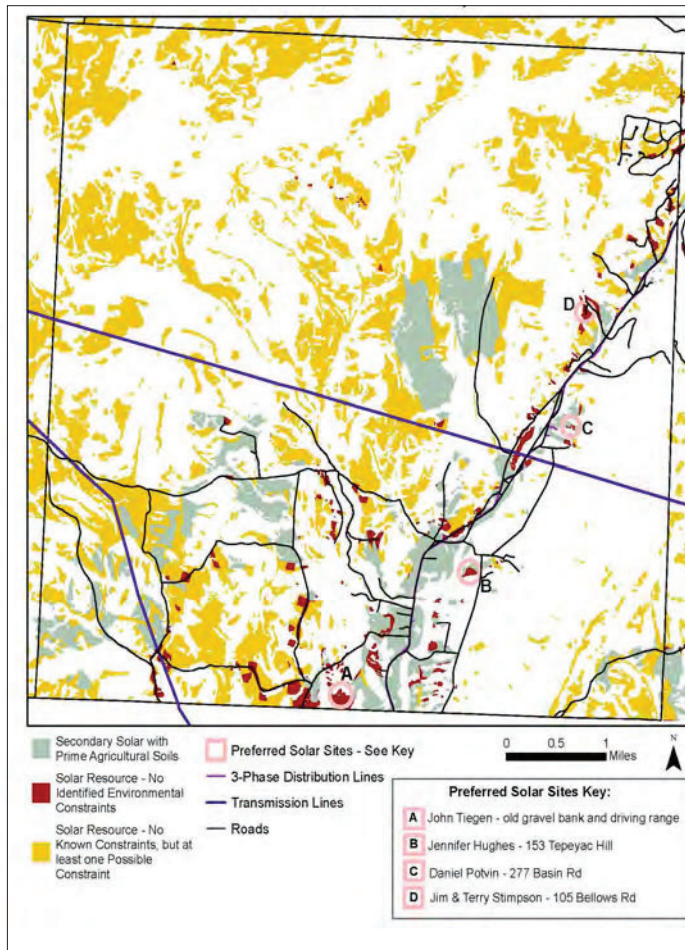 D
C
B
A
Secondary Solar with
Prime Agricultural Soils
Solar Resource - No
Identified Environmental
Constraints
Solar Resource - No
Known Constraints, but at
least one Possible
Constraint
Preferred Solar Sites - See Key
3-Phase Distribution Lines
Transmission Lines
Roads
0 0.5 1
Miles
N
Preferred Solar Sites Key:
A John Tiegen - old gravel bank and driving range
B Jennifer Hughes - 153 Tepeyac Hill
C Daniel Potvin - 277 Basin Rd
D Jim & Terry Stimpson - 105 Bellows Rd